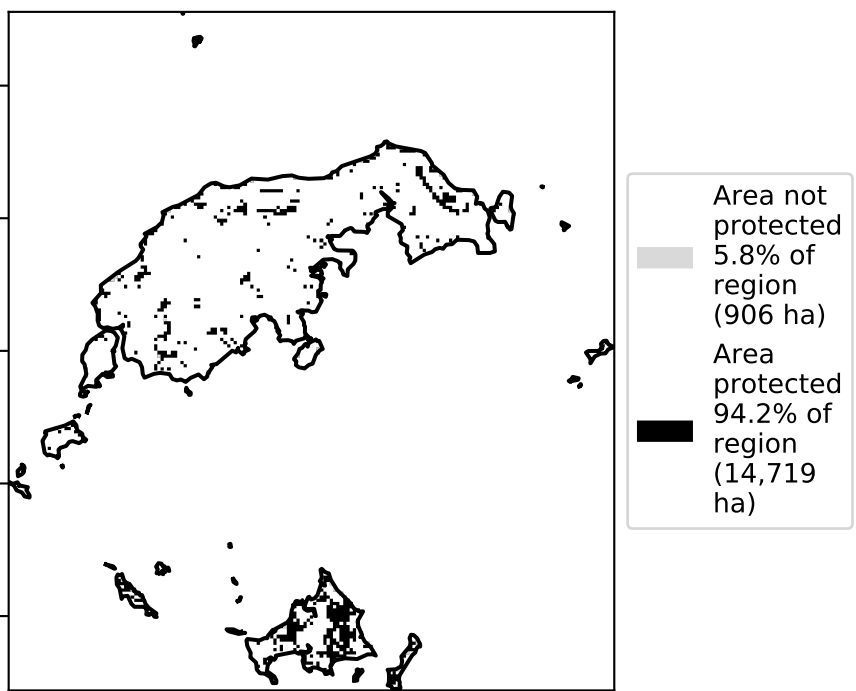 Area not
protected
5.8% of
region
(906 ha)
Area
protected
94.2% of
region
(14,719
ha)